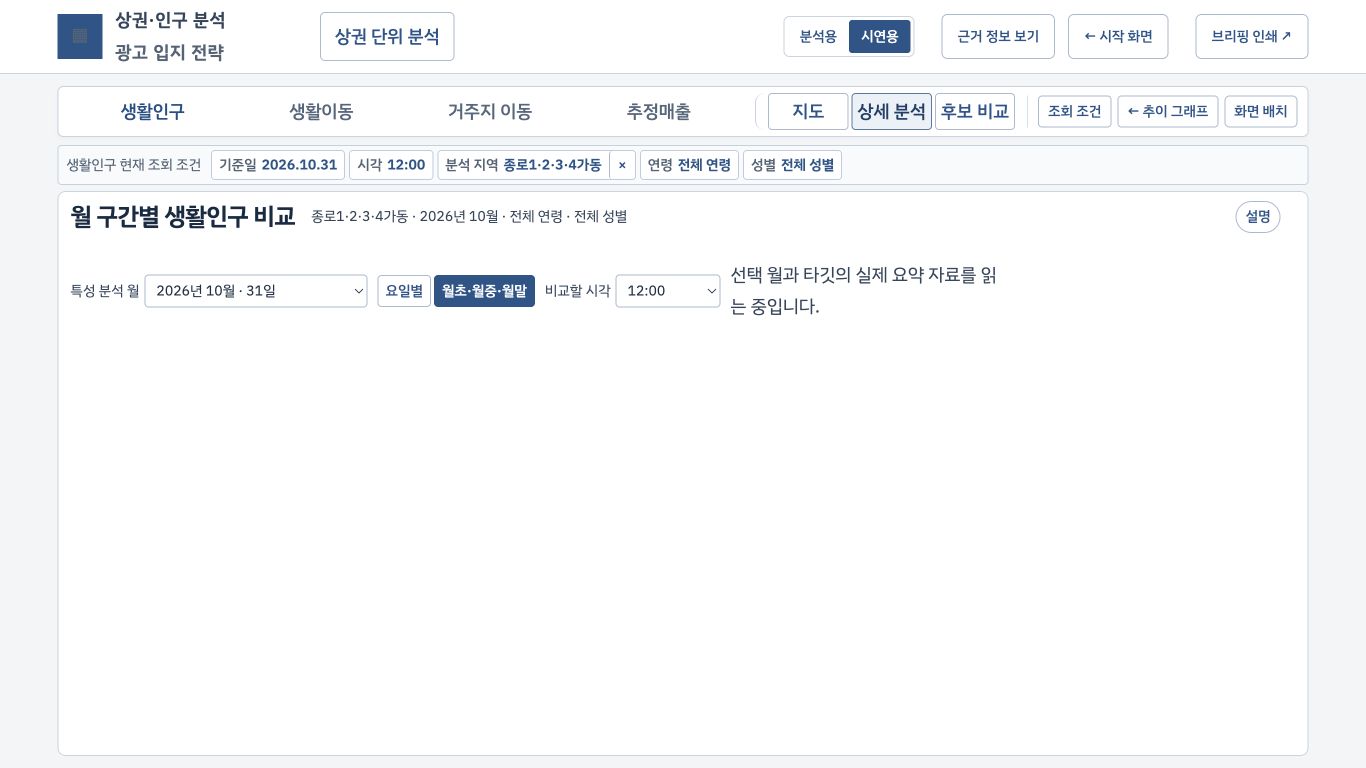 상권·인구 분석
광고 입지 전략
상권 단위 분석
분석용 시연용
근거 정보 보기
← 시작 화면
브리핑 인쇄 ↗
생활인구 생활이동 거주지 이동 추정매출
지도 상세 분석 후보 비교
조회 조건 ← 추이 그래프 화면 배치
생활인구 현재 조회 조건 기준일 2026.10.31 시각 12:00 분석 지역 종로1·2·3·4가동 × 연령 전체 연령 성별 전체 성별
월 구간별 생활인구 비교 종로1·2·3·4가동 · 2026년 10월 · 전체 연령 · 전체 성별 설명
특성 분석 월 2026년 10월 · 31일 요일별 월초·월중·월말 비교할 시각 12:00
선택 월과 타깃의 실제 요약 자료를 읽
는 중입니다.